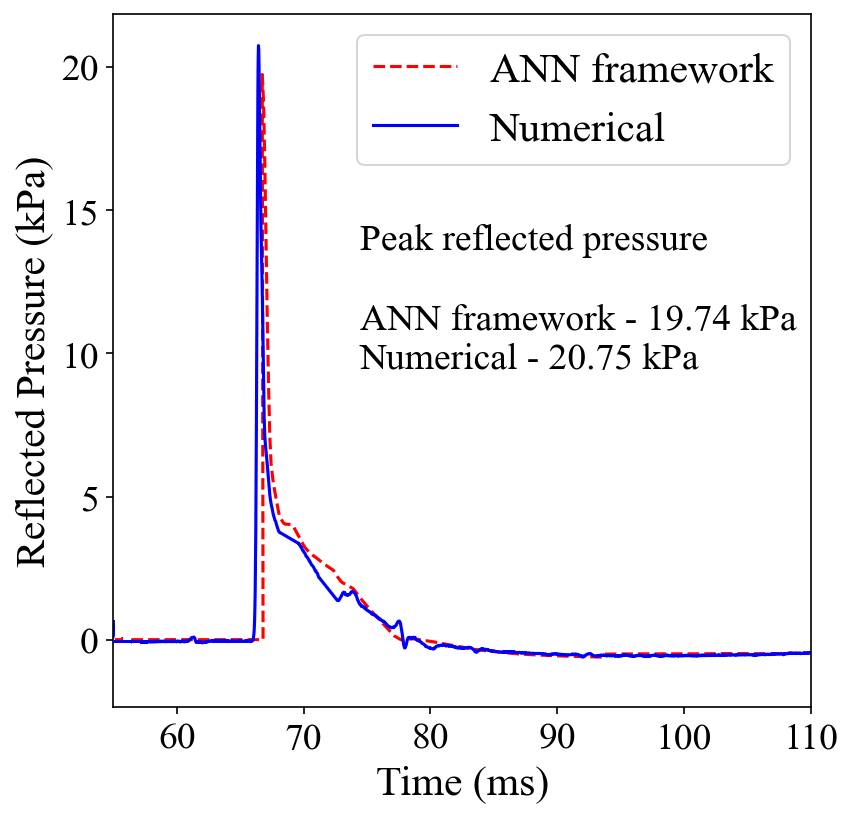 ANN framework
Numerical
Peak reflected pressure
ANN framework - 19.74 kPa
Numerical - 20.75 kPa
Reflected Pressure (kPa)
20
15
10
5
0
60 70 80 90 100 110
Time (ms)